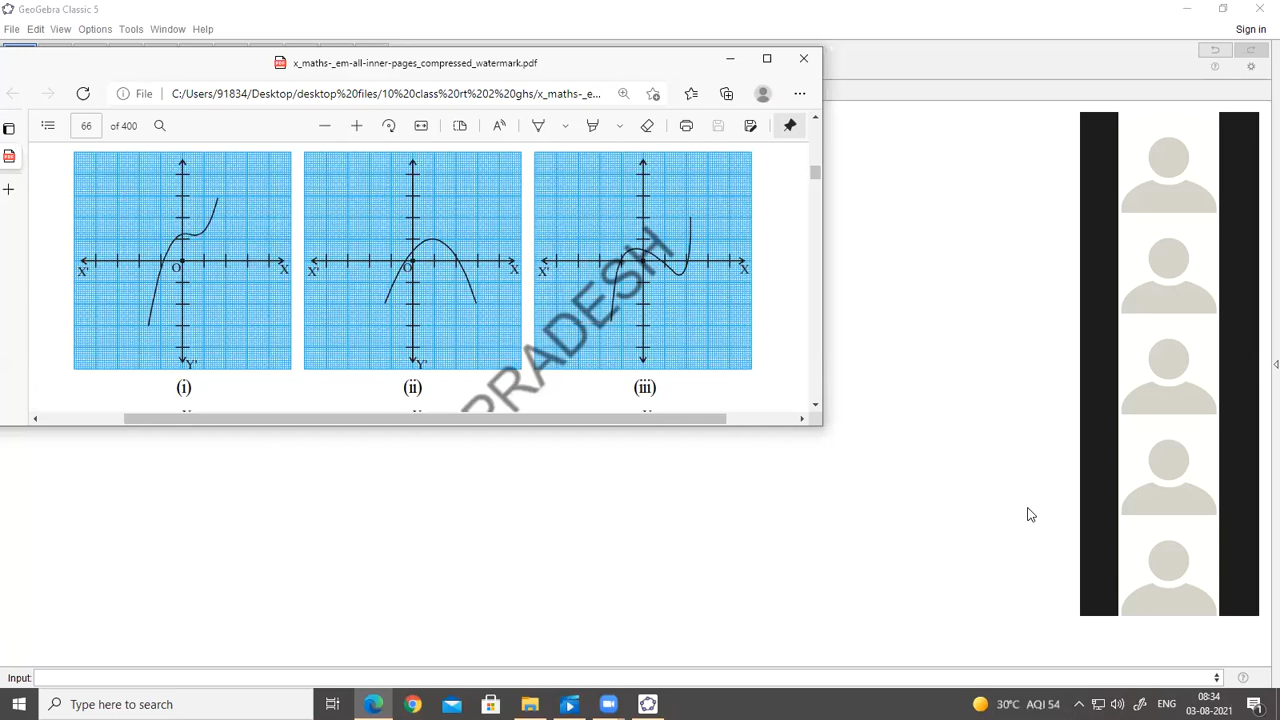 GeoGebra Classic 5
File Edit View Options Tools Window Help
Sign in
x_maths-_em-all-inner-pages_compressed_watermark.pdf
File C:/Users/91834/Desktop/desktop%20files/10%20class%20rt%202%20ghs/x_maths-_e...
66 of 400
X' O X Y'
X' O X Y'
X' X
PRADESH
(i) (ii) (iii)
Input:
Type here to search
30°C AQI 54
ENG
08:34
03-08-2021